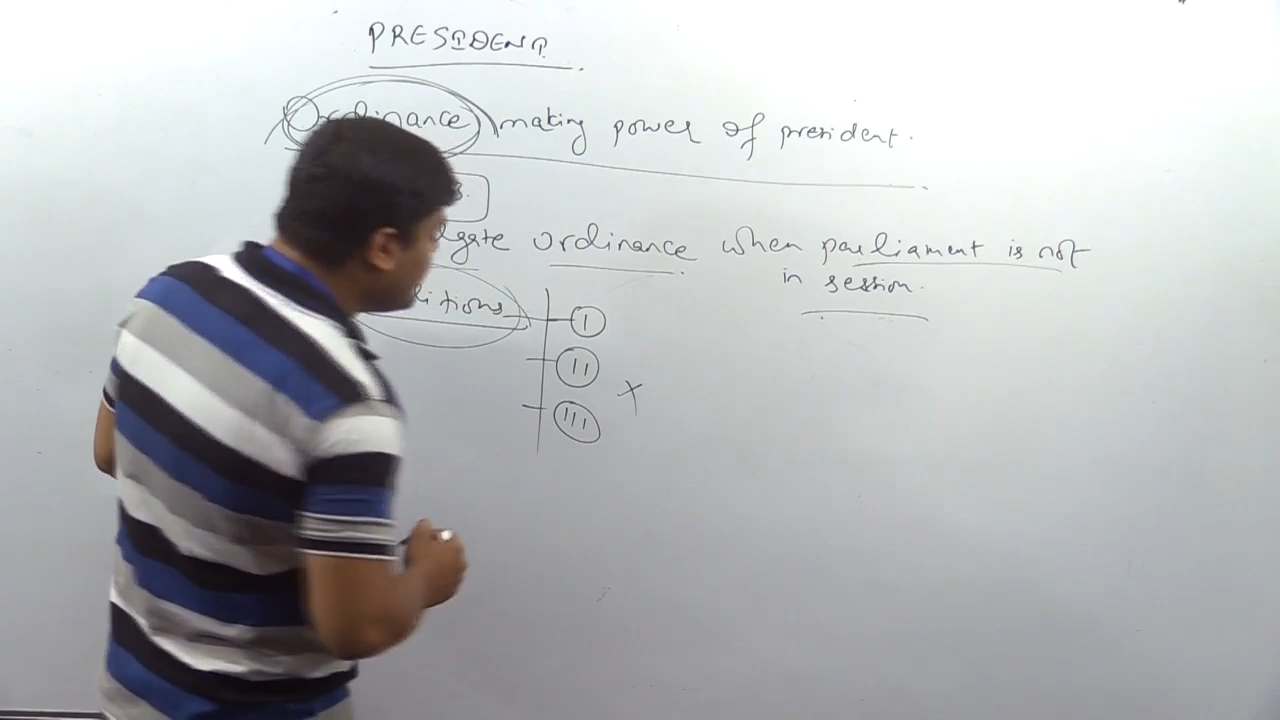 PRESIDENT
Ordinance making power of president.
ordinance when parliament is not
in session.
I
II
III x